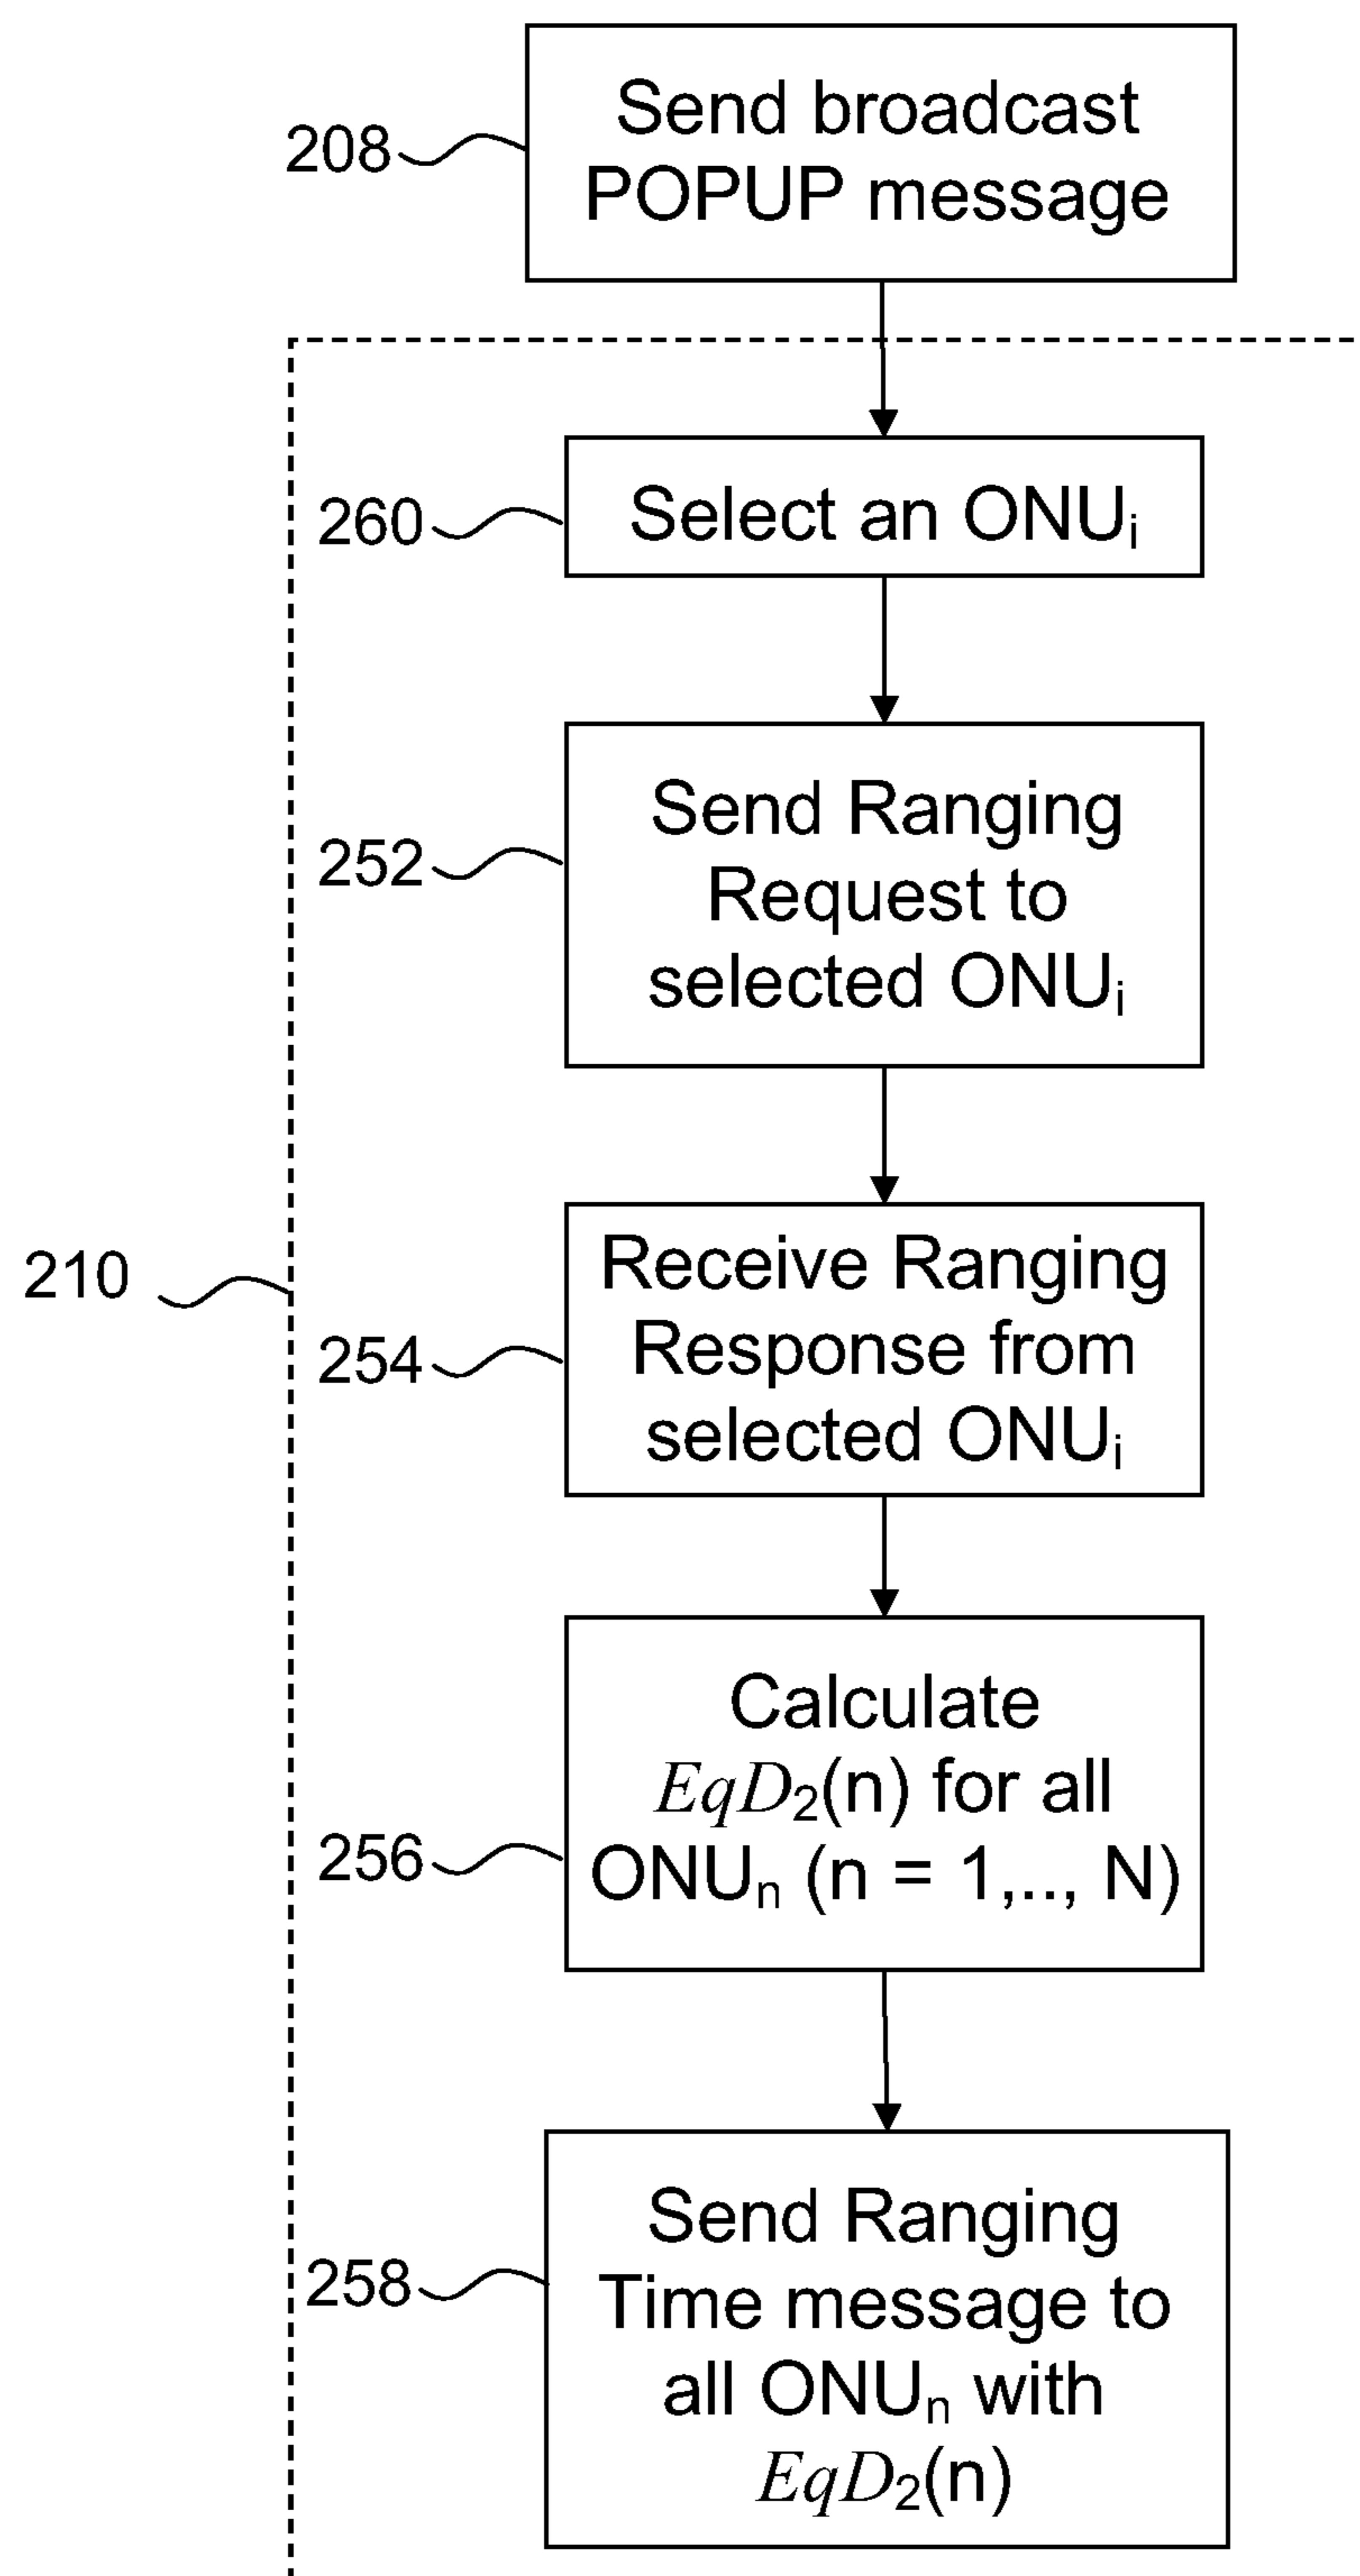 Send broadcast
208
POPUP message
260
Select an ONUi
Send Ranging
252
Request to
selected ONUi
Receive Ranging
210
254
Response from
selected ONUi
Calculate
EqD2(n) for all
256
ONUn (n = 1,.., N)
Send Ranging
258
Time message to
all ONUn with
EqD2(n)